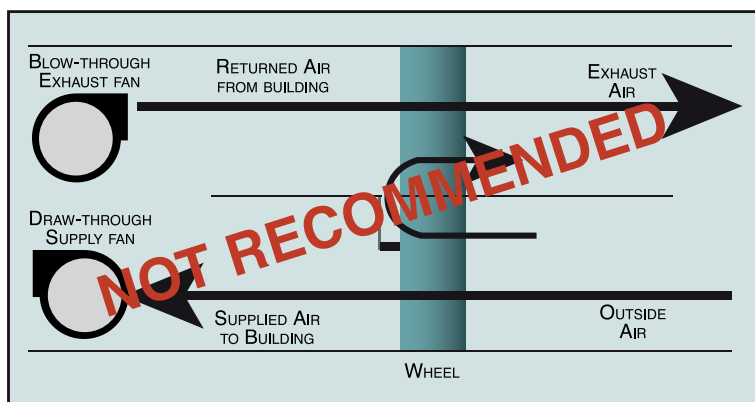 BLOW-THROUGH
EXHAUST FAN
RETURNED AIR
FROM BUILDING
EXHAUST
AIR
NOT RECOMMENDED
DRAW-THROUGH
SUPPLY FAN
SUPPLIED AIR
TO BUILDING
OUTSIDE
AIR
WHEEL